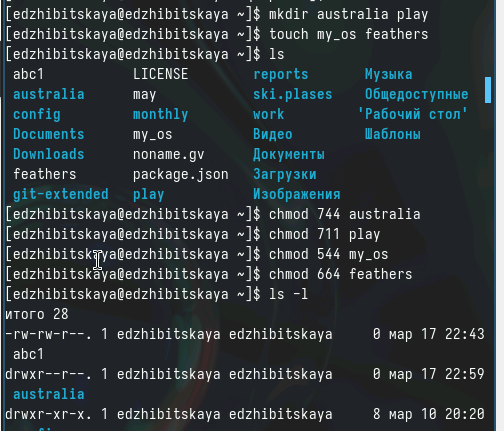 [edzhibitskaya@edzhibitskaya ~]$ mkdir australia play
[edzhibitskaya@edzhibitskaya ~]$ touch my_os feathers
[edzhibitskaya@edzhibitskaya ~]$ ls
abc1 LICENSE reports Музыка
australia may ski.plases Общедоступные
config monthly work 'Рабочий стол'
Documents my_os Видео Шаблоны
Downloads noname.gv Документы
feathers package.json Загрузки
git-extended play Изображения
[edzhibitskaya@edzhibitskaya ~]$ chmod 744 australia
[edzhibitskaya@edzhibitskaya ~]$ chmod 711 play
[edzhibitskaya@edzhibitskaya ~]$ chmod 544 my_os
[edzhibitskaya@edzhibitskaya ~]$ chmod 664 feathers
[edzhibitskaya@edzhibitskaya ~]$ ls -l
итого 28
-rw-rw-r--. 1 edzhibitskaya edzhibitskaya 0 мар 17 22:43
abc1
drwxr--r--. 1 edzhibitskaya edzhibitskaya 0 мар 17 22:59
australia
drwxr-xr-x. 1 edzhibitskaya edzhibitskaya 8 мар 10 20:20